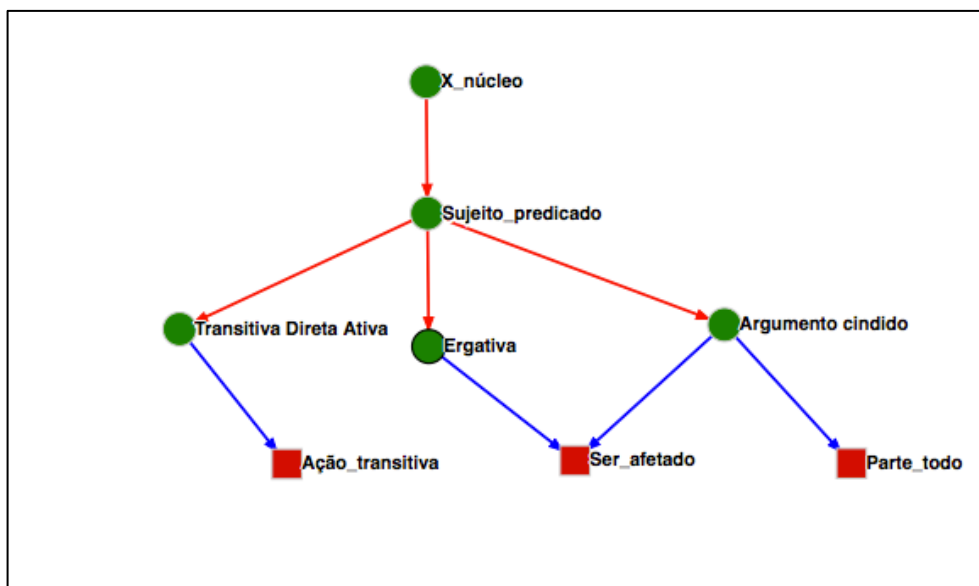 X_núcleo
Sujeito_predicado
Transitiva Direta Ativa
Ergativa
Argumento cindido
Ação_transitiva
Ser_afetado
Parte_todo